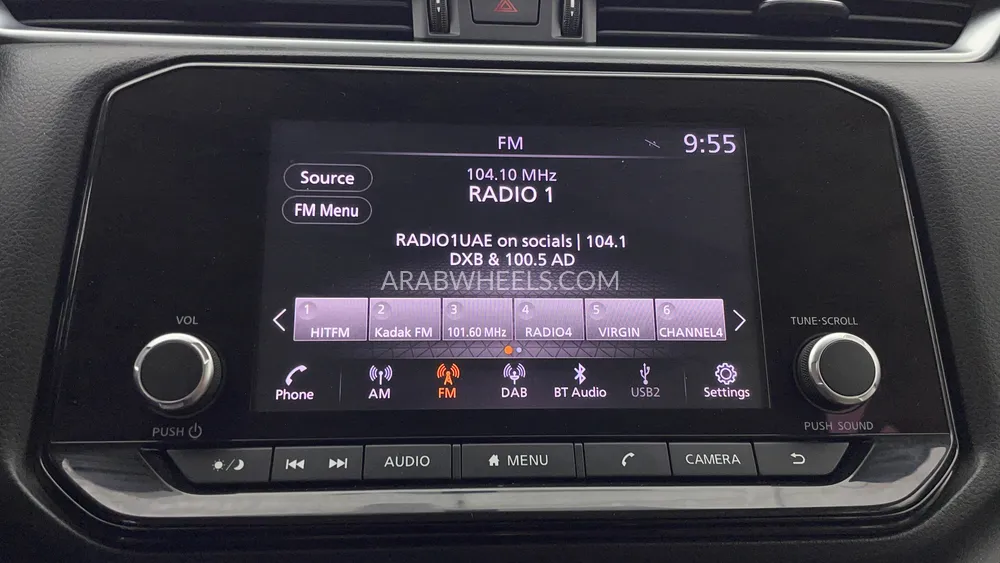 FM
9:55
Source
104.10 MHz
RADIO 1
FM Menu
RADIO1UAE on socials | 104.1
DXB & 100.5 AD
ARABWHEELS.COM
1 HITFM
2 Kadak FM
3 101.60 MHz
4 RADIO4
5 VIRGIN
6 CHANNEL4
VOL
TUNE·SCROLL
Phone
AM
FM
DAB
BT Audio
USB2
Settings
PUSH
PUSH SOUND
AUDIO
MENU
CAMERA